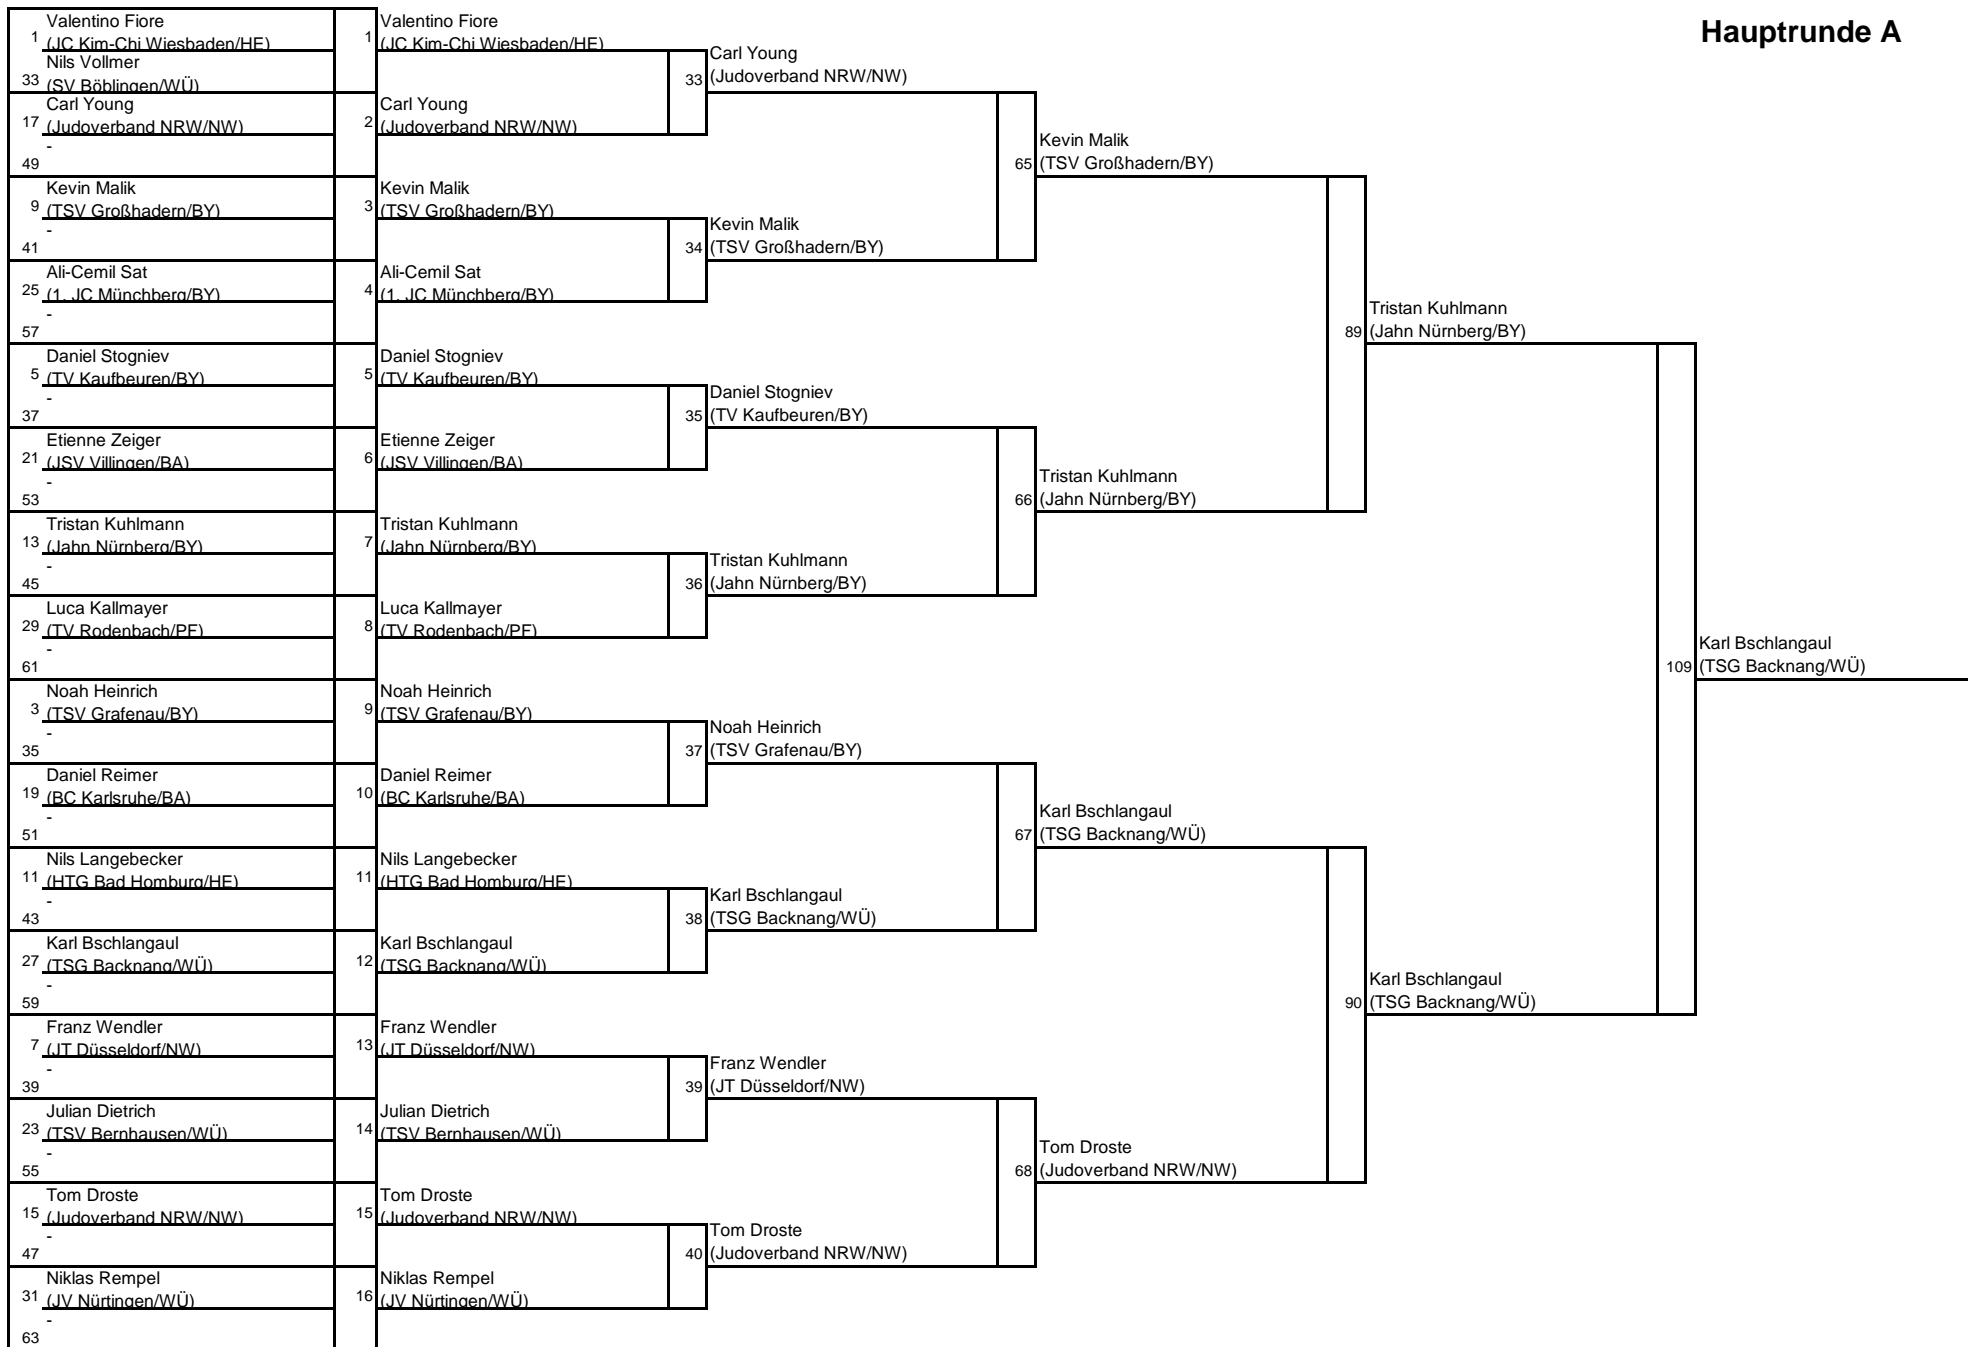 Hauptrunde A
1
Valentino Fiore
(JC Kim-Chi Wiesbaden/HE)
33
Nils Vollmer
(SV Böblingen/WÜ)
17
Carl Young
(Judoverband NRW/NW)
49
-
9
Kevin Malik
(TSV Großhadern/BY)
41
-
25
Ali-Cemil Sat
(1. JC Münchberg/BY)
57
-
5
Daniel Stogniev
(TV Kaufbeuren/BY)
37
-
21
Etienne Zeiger
(JSV Villingen/BA)
53
-
13
Tristan Kuhlmann
(Jahn Nürnberg/BY)
45
-
29
Luca Kallmayer
(TV Rodenbach/PF)
61
-
3
Noah Heinrich
(TSV Grafenau/BY)
35
-
19
Daniel Reimer
(BC Karlsruhe/BA)
51
-
11
Nils Langebecker
(HTG Bad Homburg/HE)
43
-
27
Karl Bschlangaul
(TSG Backnang/WÜ)
59
-
7
Franz Wendler
(JT Düsseldorf/NW)
39
-
23
Julian Dietrich
(TSV Bernhausen/WÜ)
55
-
15
Tom Droste
(Judoverband NRW/NW)
47
-
31
Niklas Rempel
(JV Nürtingen/WÜ)
63
-
1
Valentino Fiore
(JC Kim-Chi Wiesbaden/HE)
2
Carl Young
(Judoverband NRW/NW)
3
Kevin Malik
(TSV Großhadern/BY)
4
Ali-Cemil Sat
(1. JC Münchberg/BY)
5
Daniel Stogniev
(TV Kaufbeuren/BY)
6
Etienne Zeiger
(JSV Villingen/BA)
7
Tristan Kuhlmann
(Jahn Nürnberg/BY)
8
Luca Kallmayer
(TV Rodenbach/PF)
9
Noah Heinrich
(TSV Grafenau/BY)
10
Daniel Reimer
(BC Karlsruhe/BA)
11
Nils Langebecker
(HTG Bad Homburg/HE)
12
Karl Bschlangaul
(TSG Backnang/WÜ)
13
Franz Wendler
(JT Düsseldorf/NW)
14
Julian Dietrich
(TSV Bernhausen/WÜ)
15
Tom Droste
(Judoverband NRW/NW)
16
Niklas Rempel
(JV Nürtingen/WÜ)
33
Carl Young
(Judoverband NRW/NW)
34
Kevin Malik
(TSV Großhadern/BY)
35
Daniel Stogniev
(TV Kaufbeuren/BY)
36
Tristan Kuhlmann
(Jahn Nürnberg/BY)
37
Noah Heinrich
(TSV Grafenau/BY)
38
Karl Bschlangaul
(TSG Backnang/WÜ)
39
Franz Wendler
(JT Düsseldorf/NW)
40
Tom Droste
(Judoverband NRW/NW)
65
Kevin Malik
(TSV Großhadern/BY)
66
Tristan Kuhlmann
(Jahn Nürnberg/BY)
67
Karl Bschlangaul
(TSG Backnang/WÜ)
68
Tom Droste
(Judoverband NRW/NW)
89
Tristan Kuhlmann
(Jahn Nürnberg/BY)
90
Karl Bschlangaul
(TSG Backnang/WÜ)
109
Karl Bschlangaul
(TSG Backnang/WÜ)